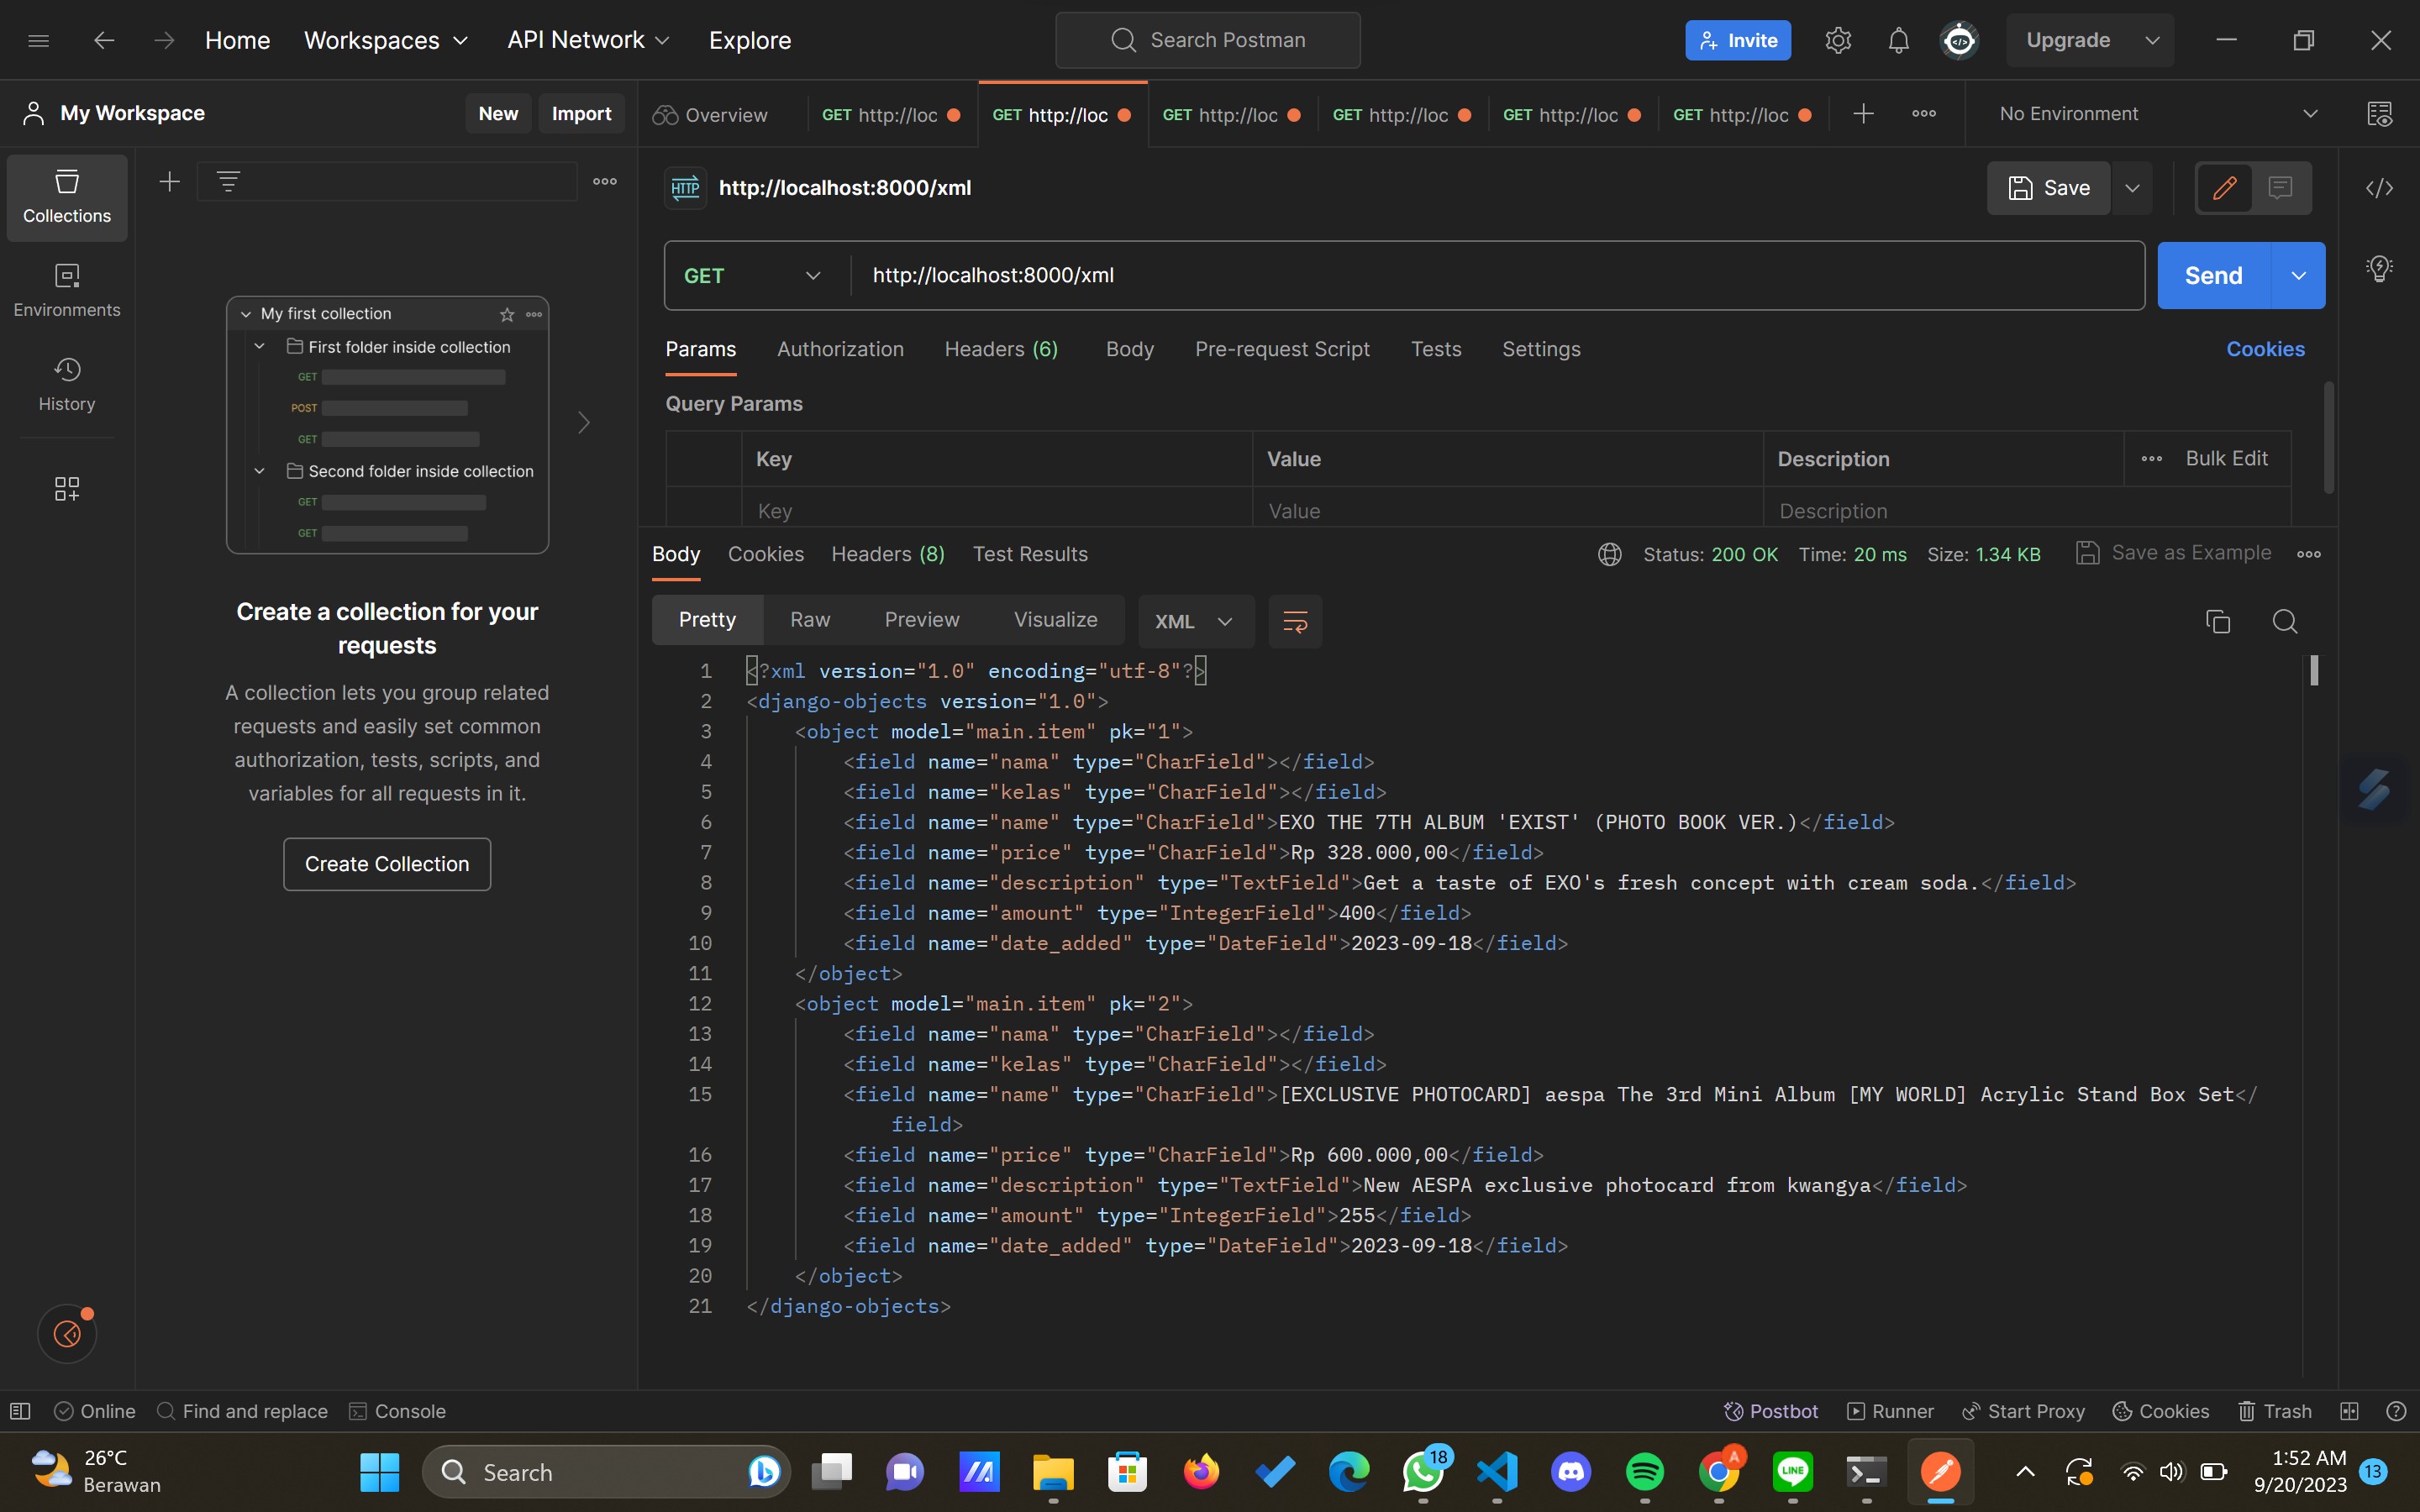 Home Workspaces API Network Explore Search Postman Invite Upgrade
My Workspace New Import Overview GET http://loc GET http://loc GET http://loc GET http://loc GET http://loc GET http://loc No Environment
Collections
Environments
History
My first collection
First folder inside collection
GET
POST
GET
Second folder inside collection
GET
GET
Create a collection for your
requests
A collection lets you group related
requests and easily set common
authorization, tests, scripts, and
variables for all requests in it.
Create Collection
HTTP http://localhost:8000/xml Save
GET http://localhost:8000/xml Send
Params Authorization Headers (6) Body Pre-request Script Tests Settings Cookies
Query Params
Key Value Description Bulk Edit
Key Value Description
Body Cookies Headers (8) Test Results Status: 200 OK Time: 20 ms Size: 1.34 KB Save as Example
Pretty Raw Preview Visualize XML
1 <?xml version="1.0" encoding="utf-8"?>
2 <django-objects version="1.0">
3 <object model="main.item" pk="1">
4 <field name="nama" type="CharField"></field>
5 <field name="kelas" type="CharField"></field>
6 <field name="name" type="CharField">EXO THE 7TH ALBUM 'EXIST' (PHOTO BOOK VER.)</field>
7 <field name="price" type="CharField">Rp 328.000,00</field>
8 <field name="description" type="TextField">Get a taste of EXO's fresh concept with cream soda.</field>
9 <field name="amount" type="IntegerField">400</field>
10 <field name="date_added" type="DateField">2023-09-18</field>
11 </object>
12 <object model="main.item" pk="2">
13 <field name="nama" type="CharField"></field>
14 <field name="kelas" type="CharField"></field>
15 <field name="name" type="CharField">[EXCLUSIVE PHOTOCARD] aespa The 3rd Mini Album [MY WORLD] Acrylic Stand Box Set</
field>
16 <field name="price" type="CharField">Rp 600.000,00</field>
17 <field name="description" type="TextField">New AESPA exclusive photocard from kwangya</field>
18 <field name="amount" type="IntegerField">255</field>
19 <field name="date_added" type="DateField">2023-09-18</field>
20 </object>
21 </django-objects>
Online Find and replace Console Postbot Runner Start Proxy Cookies Trash
26°C
Berawan
Search
18
A
LINE
1:52 AM
9/20/2023
13